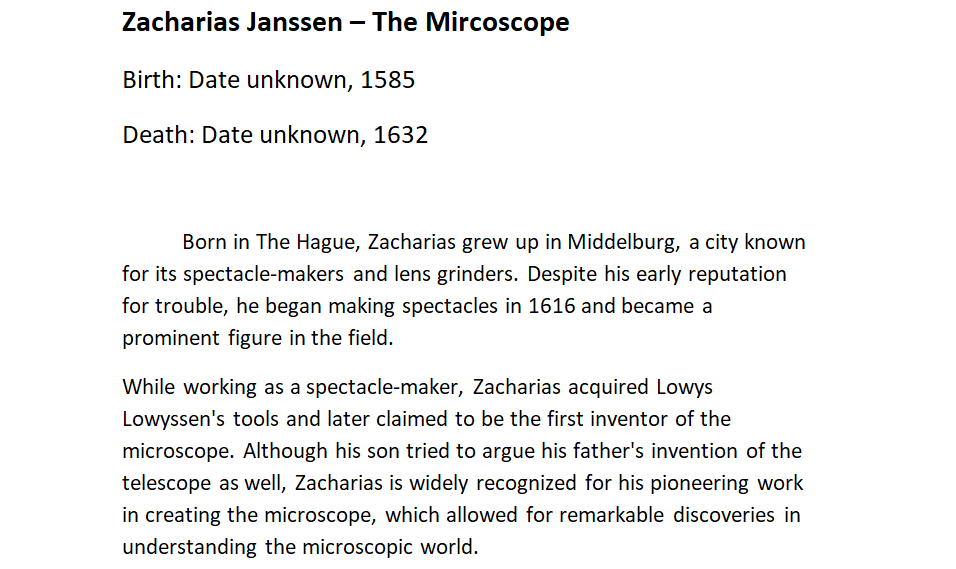 Zacharias Janssen – The Mircoscope
Birth: Date unknown, 1585
Death: Date unknown, 1632
Born in The Hague, Zacharias grew up in Middelburg, a city known
for its spectacle-makers and lens grinders. Despite his early reputation
for trouble, he began making spectacles in 1616 and became a
prominent figure in the field.
While working as a spectacle-maker, Zacharias acquired Lowys
Lowyssen's tools and later claimed to be the first inventor of the
microscope. Although his son tried to argue his father's invention of the
telescope as well, Zacharias is widely recognized for his pioneering work
in creating the microscope, which allowed for remarkable discoveries in
understanding the microscopic world.